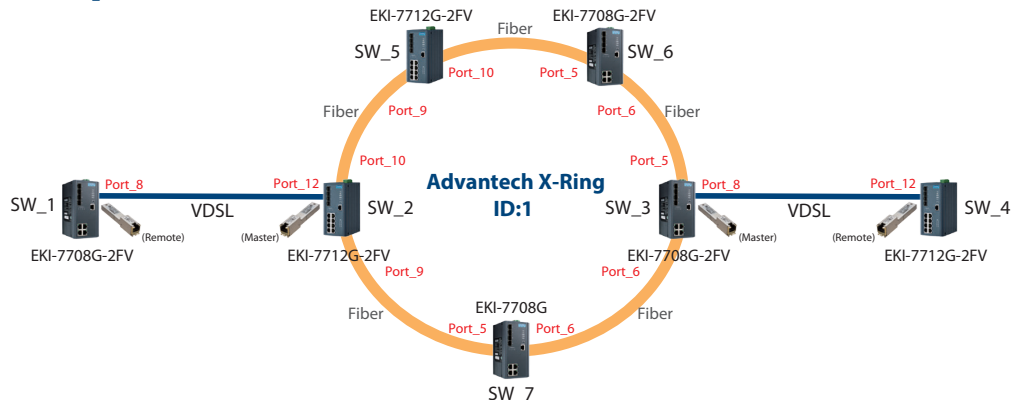 EKI-7712G-2FV
EKI-7708G-2FV
Fiber
SW_5
SW_6
Port_10
Port_5
Fiber
Port_9
Port_6
Fiber
Port_10
Port_5
Advantech X-Ring
ID:1
Port_8
Port_12
Port_8
Port_12
SW_1
VDSL
SW_2
SW_3
VDSL
SW_4
(Remote)
(Master)
(Master)
(Remote)
EKI-7708G-2FV
EKI-7712G-2FV
EKI-7708G-2FV
EKI-7712G-2FV
Port_9
Port_6
Fiber
EKI-7708G
Fiber
Port_5
Port_6
SW_7